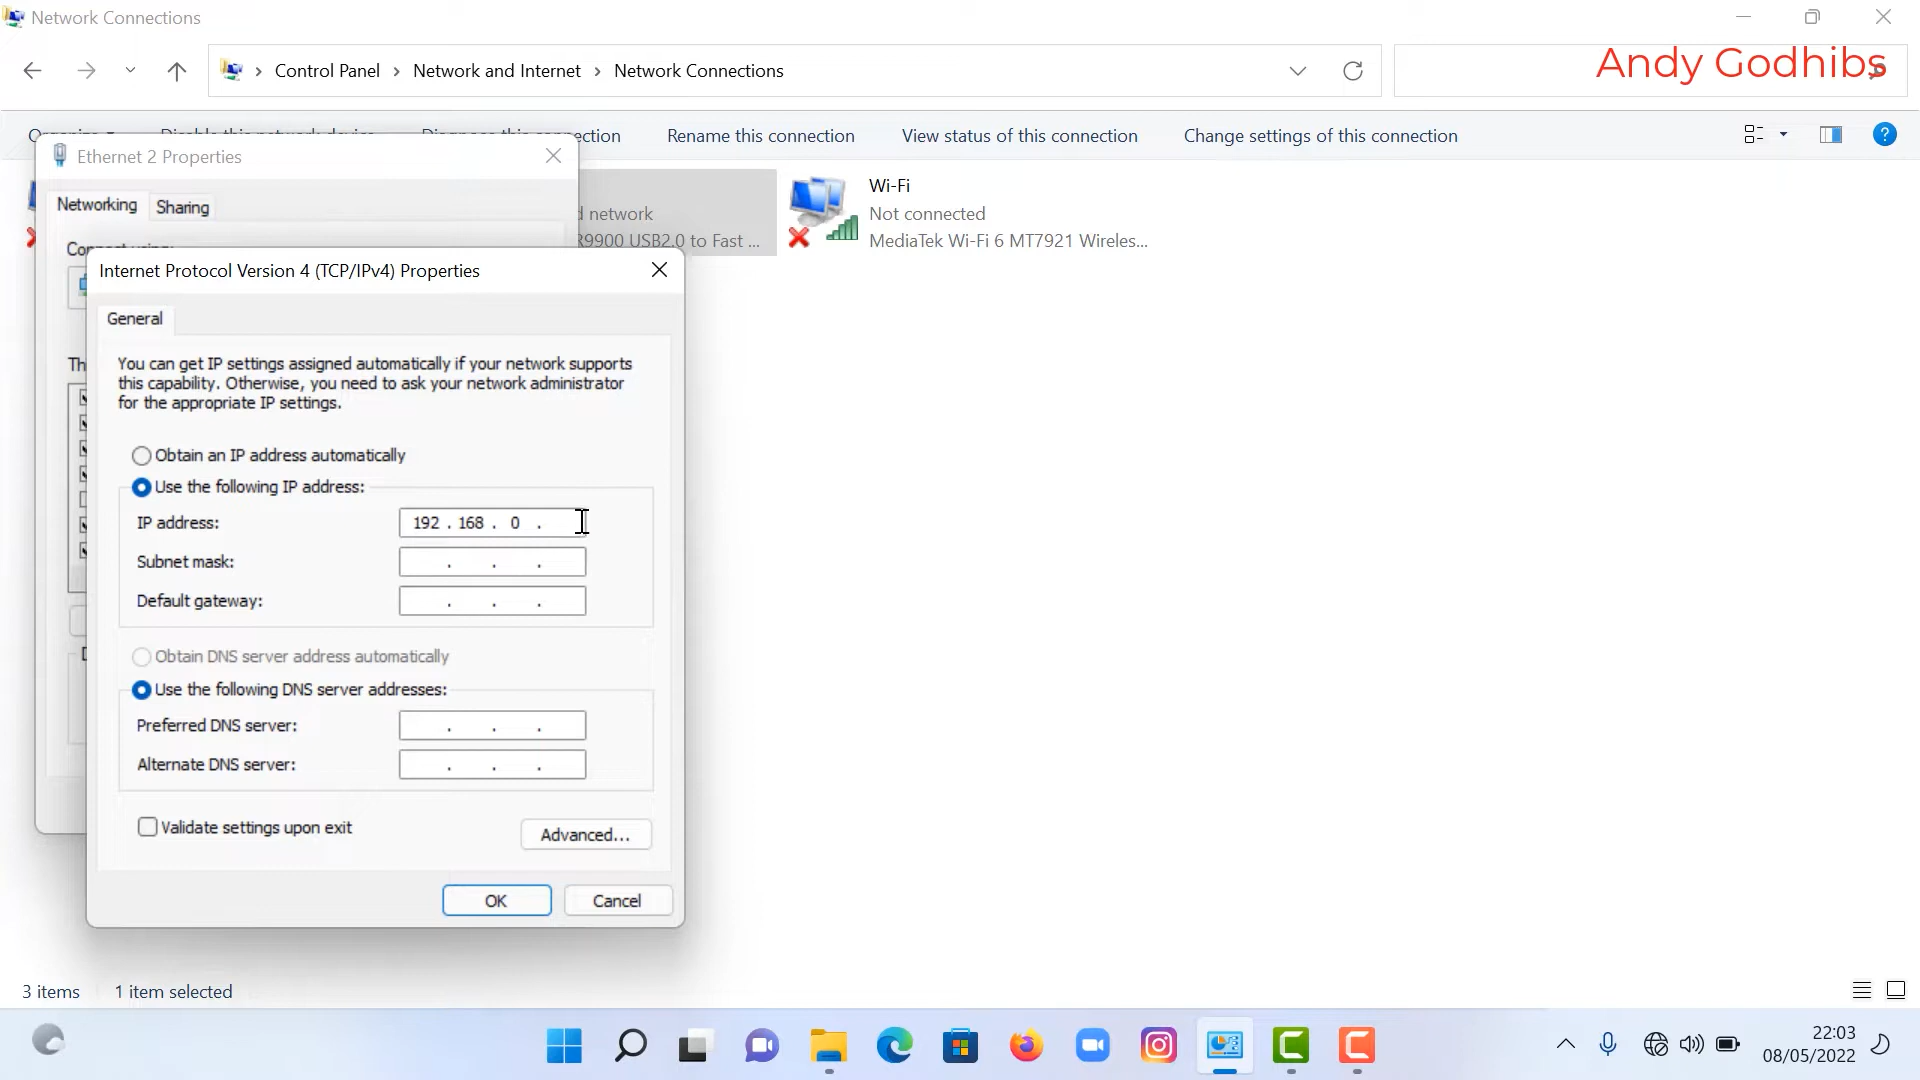 Network Connections
Control Panel > Network and Internet > Network Connections
Andy Godhibs
Rename this connection
View status of this connection
Change settings of this connection
Ethernet 2 Properties
Networking
Sharing
network
9900 USB2.0 to Fast ...
Wi-Fi
Not connected
MediaTek Wi-Fi 6 MT7921 Wireles...
Internet Protocol Version 4 (TCP/IPv4) Properties
General
You can get IP settings assigned automatically if your network supports
this capability. Otherwise, you need to ask your network administrator
for the appropriate IP settings.
Obtain an IP address automatically
Use the following IP address:
IP address:
192 . 168 . 0 .
Subnet mask:
. . .
Default gateway:
. . .
Obtain DNS server address automatically
Use the following DNS server addresses:
Preferred DNS server:
. . .
Alternate DNS server:
. . .
Validate settings upon exit
Advanced...
OK
Cancel
3 items
1 item selected
22:03
08/05/2022